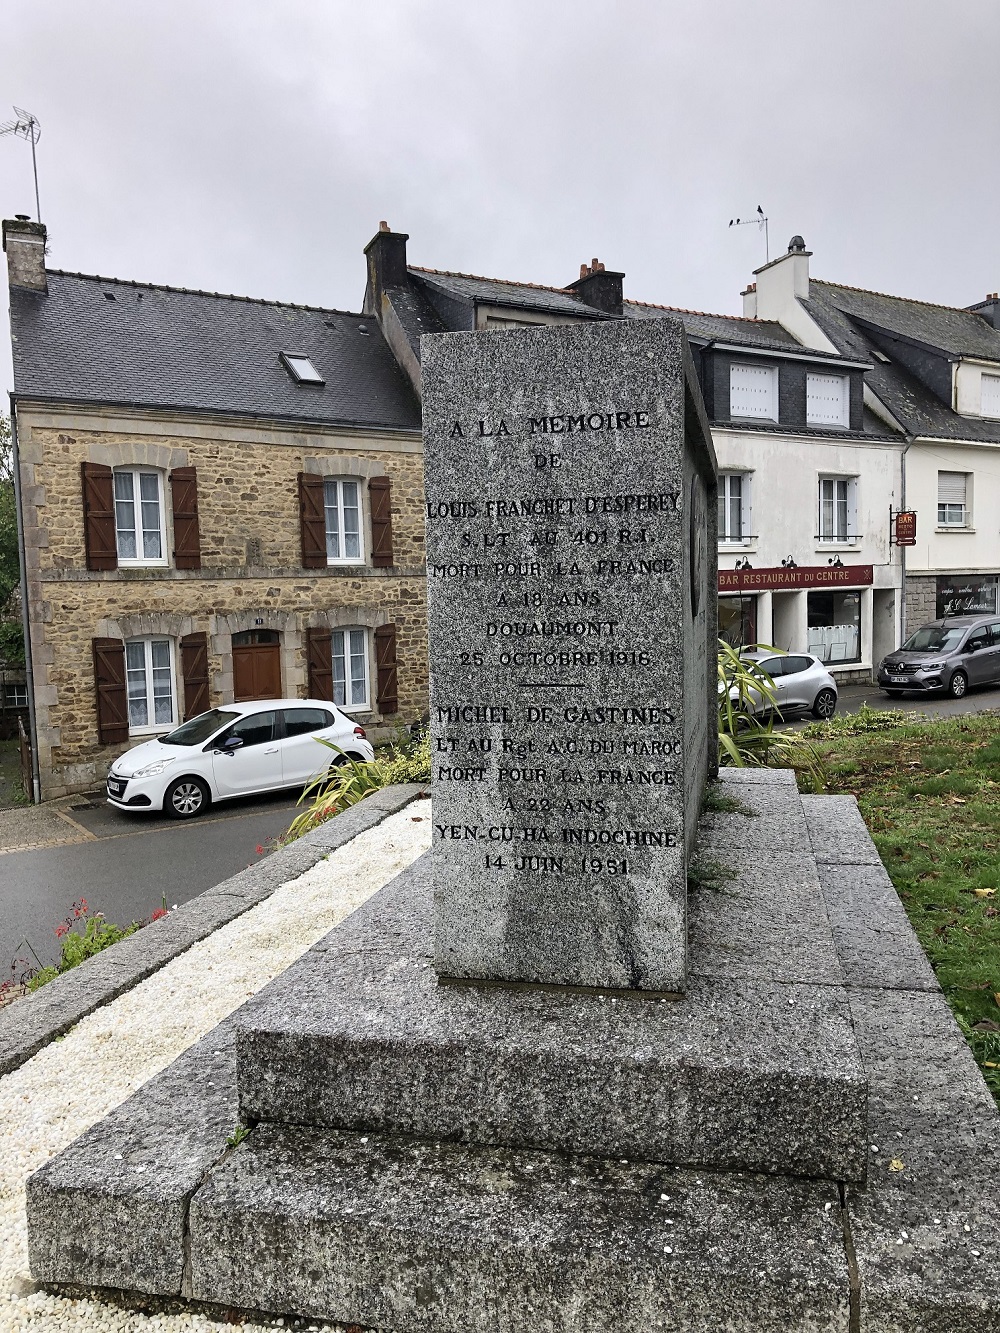 A LA MEMOIRE
DE
LOUIS FRANCHET D'ESPEREY
LT AU 401 R.I.
MORT POUR LA FRANCE
A 18 ANS
DOUAUMONT
25 OCTOBRE 1916
MICHEL DE GASTINES
LT AU Rgt A.C. DU MAROC
MORT POUR LA FRANCE
A 22 ANS
YEN-CU-HA INDOCHINE
14 JUIN 1951
BAR RESTAURANT DU CENTRE
BAR